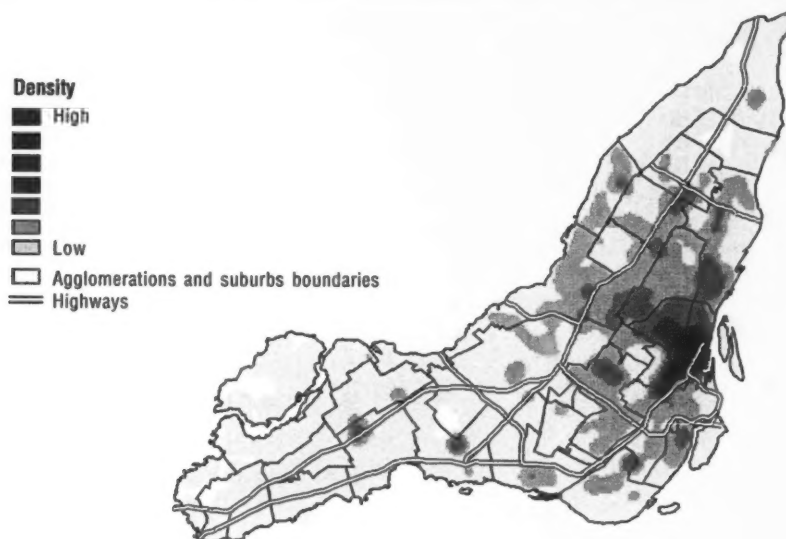 Density
High
Low
Agglomerations and suburbs boundaries
Highways